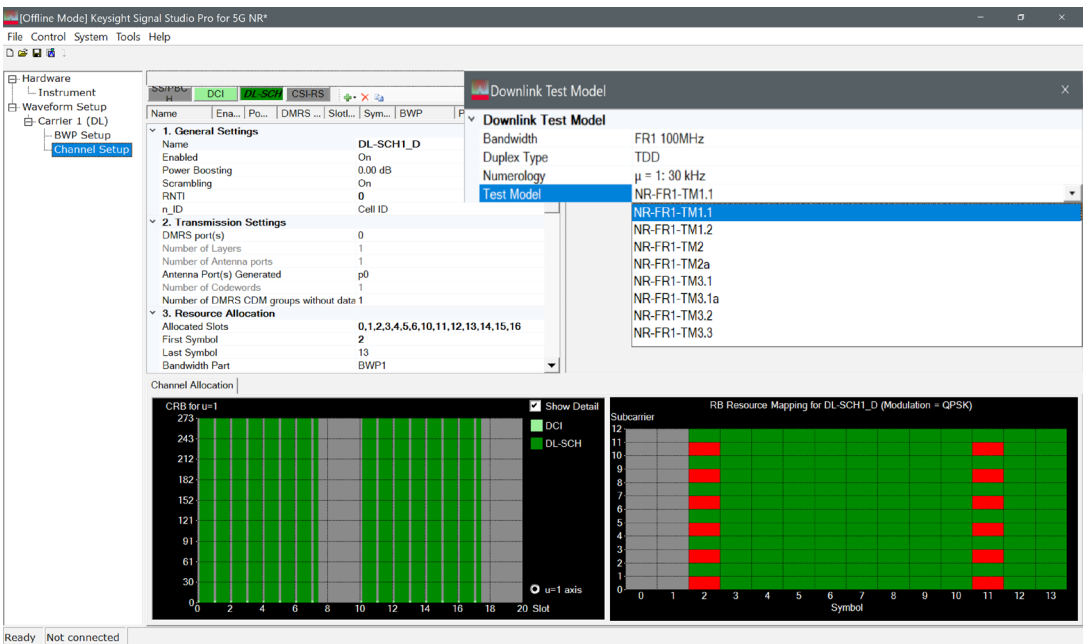 [Offline Mode] Keysight Signal Studio Pro for 5G NR*
File Control System Tools Help
Hardware
Instrument
Waveform Setup
Carrier 1 (DL)
BWP Setup
Channel Setup
SS/PBC
H
DCI
DL-SCH
CSI-RS
Name Ena... Po... DMRS ... Slotl... Sym... BWP P
1. General Settings
Name DL-SCH1_D
Enabled On
Power Boosting 0.00 dB
Scrambling On
RNTI 0
n_ID Cell ID
2. Transmission Settings
DMRS port(s) 0
Number of Layers 1
Number of Antenna ports 1
Antenna Port(s) Generated p0
Number of Codewords 1
Number of DMRS CDM groups without data 1
3. Resource Allocation
Allocated Slots 0,1,2,3,4,5,6,10,11,12,13,14,15,16
First Symbol 2
Last Symbol 13
Bandwidth Part BWP1
Downlink Test Model X
Downlink Test Model
Bandwidth FR1 100MHz
Duplex Type TDD
Numerology μ = 1: 30 kHz
Test Model NR-FR1-TM1.1
NR-FR1-TM1.1
NR-FR1-TM1.2
NR-FR1-TM2
NR-FR1-TM2a
NR-FR1-TM3.1
NR-FR1-TM3.1a
NR-FR1-TM3.2
NR-FR1-TM3.3
Channel Allocation
CRB for u=1
273
243
212
182
152
121
91
61
30
0
0 2 4 6 8 10 12 14 16 18 20 Slot
Show Detail
DCI
DL-SCH
u=1 axis
RB Resource Mapping for DL-SCH1_D (Modulation = QPSK)
Subcarrier
12
11
10
9
8
7
6
5
4
3
2
1
0
0 1 2 3 4 5 6 7 8 9 10 11 12 13
Symbol
Ready Not connected